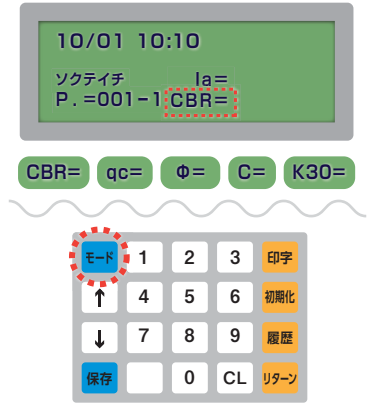 10/01 10:10
ソクテイチ Ia=
P.=001-1 CBR=
CBR= qc= Φ= C= K30=
モード 1 2 3 印字
↑ 4 5 6 初期化
↓ 7 8 9 履歴
保存 0 CL リターン